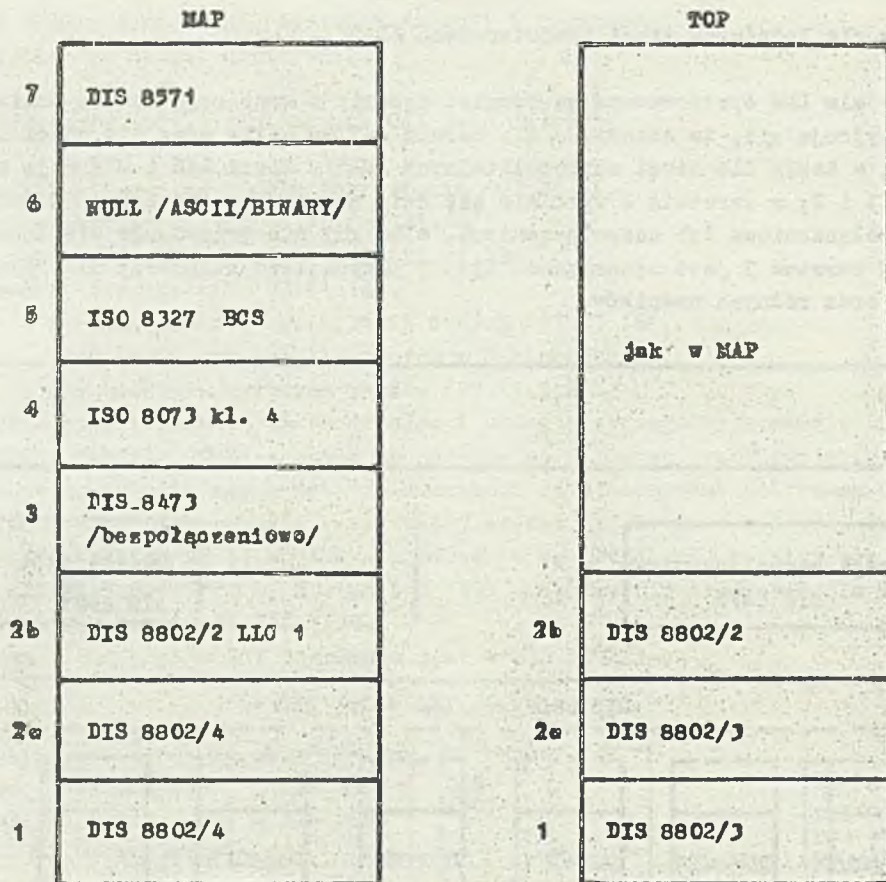 MAP
7 DIS 8571
6 NULL /ASCII/BINARY/
5 ISO 8327 BCS
4 ISO 8073 kl. 4
3 DIS 8473
/bezpołączeniowo/
2b DIS 8802/2 LLC 1
2a DIS 8802/4
1 DIS 8802/4
TOP
jak w MAP
2b DIS 8802/2
2a DIS 8802/3
1 DIS 8802/3